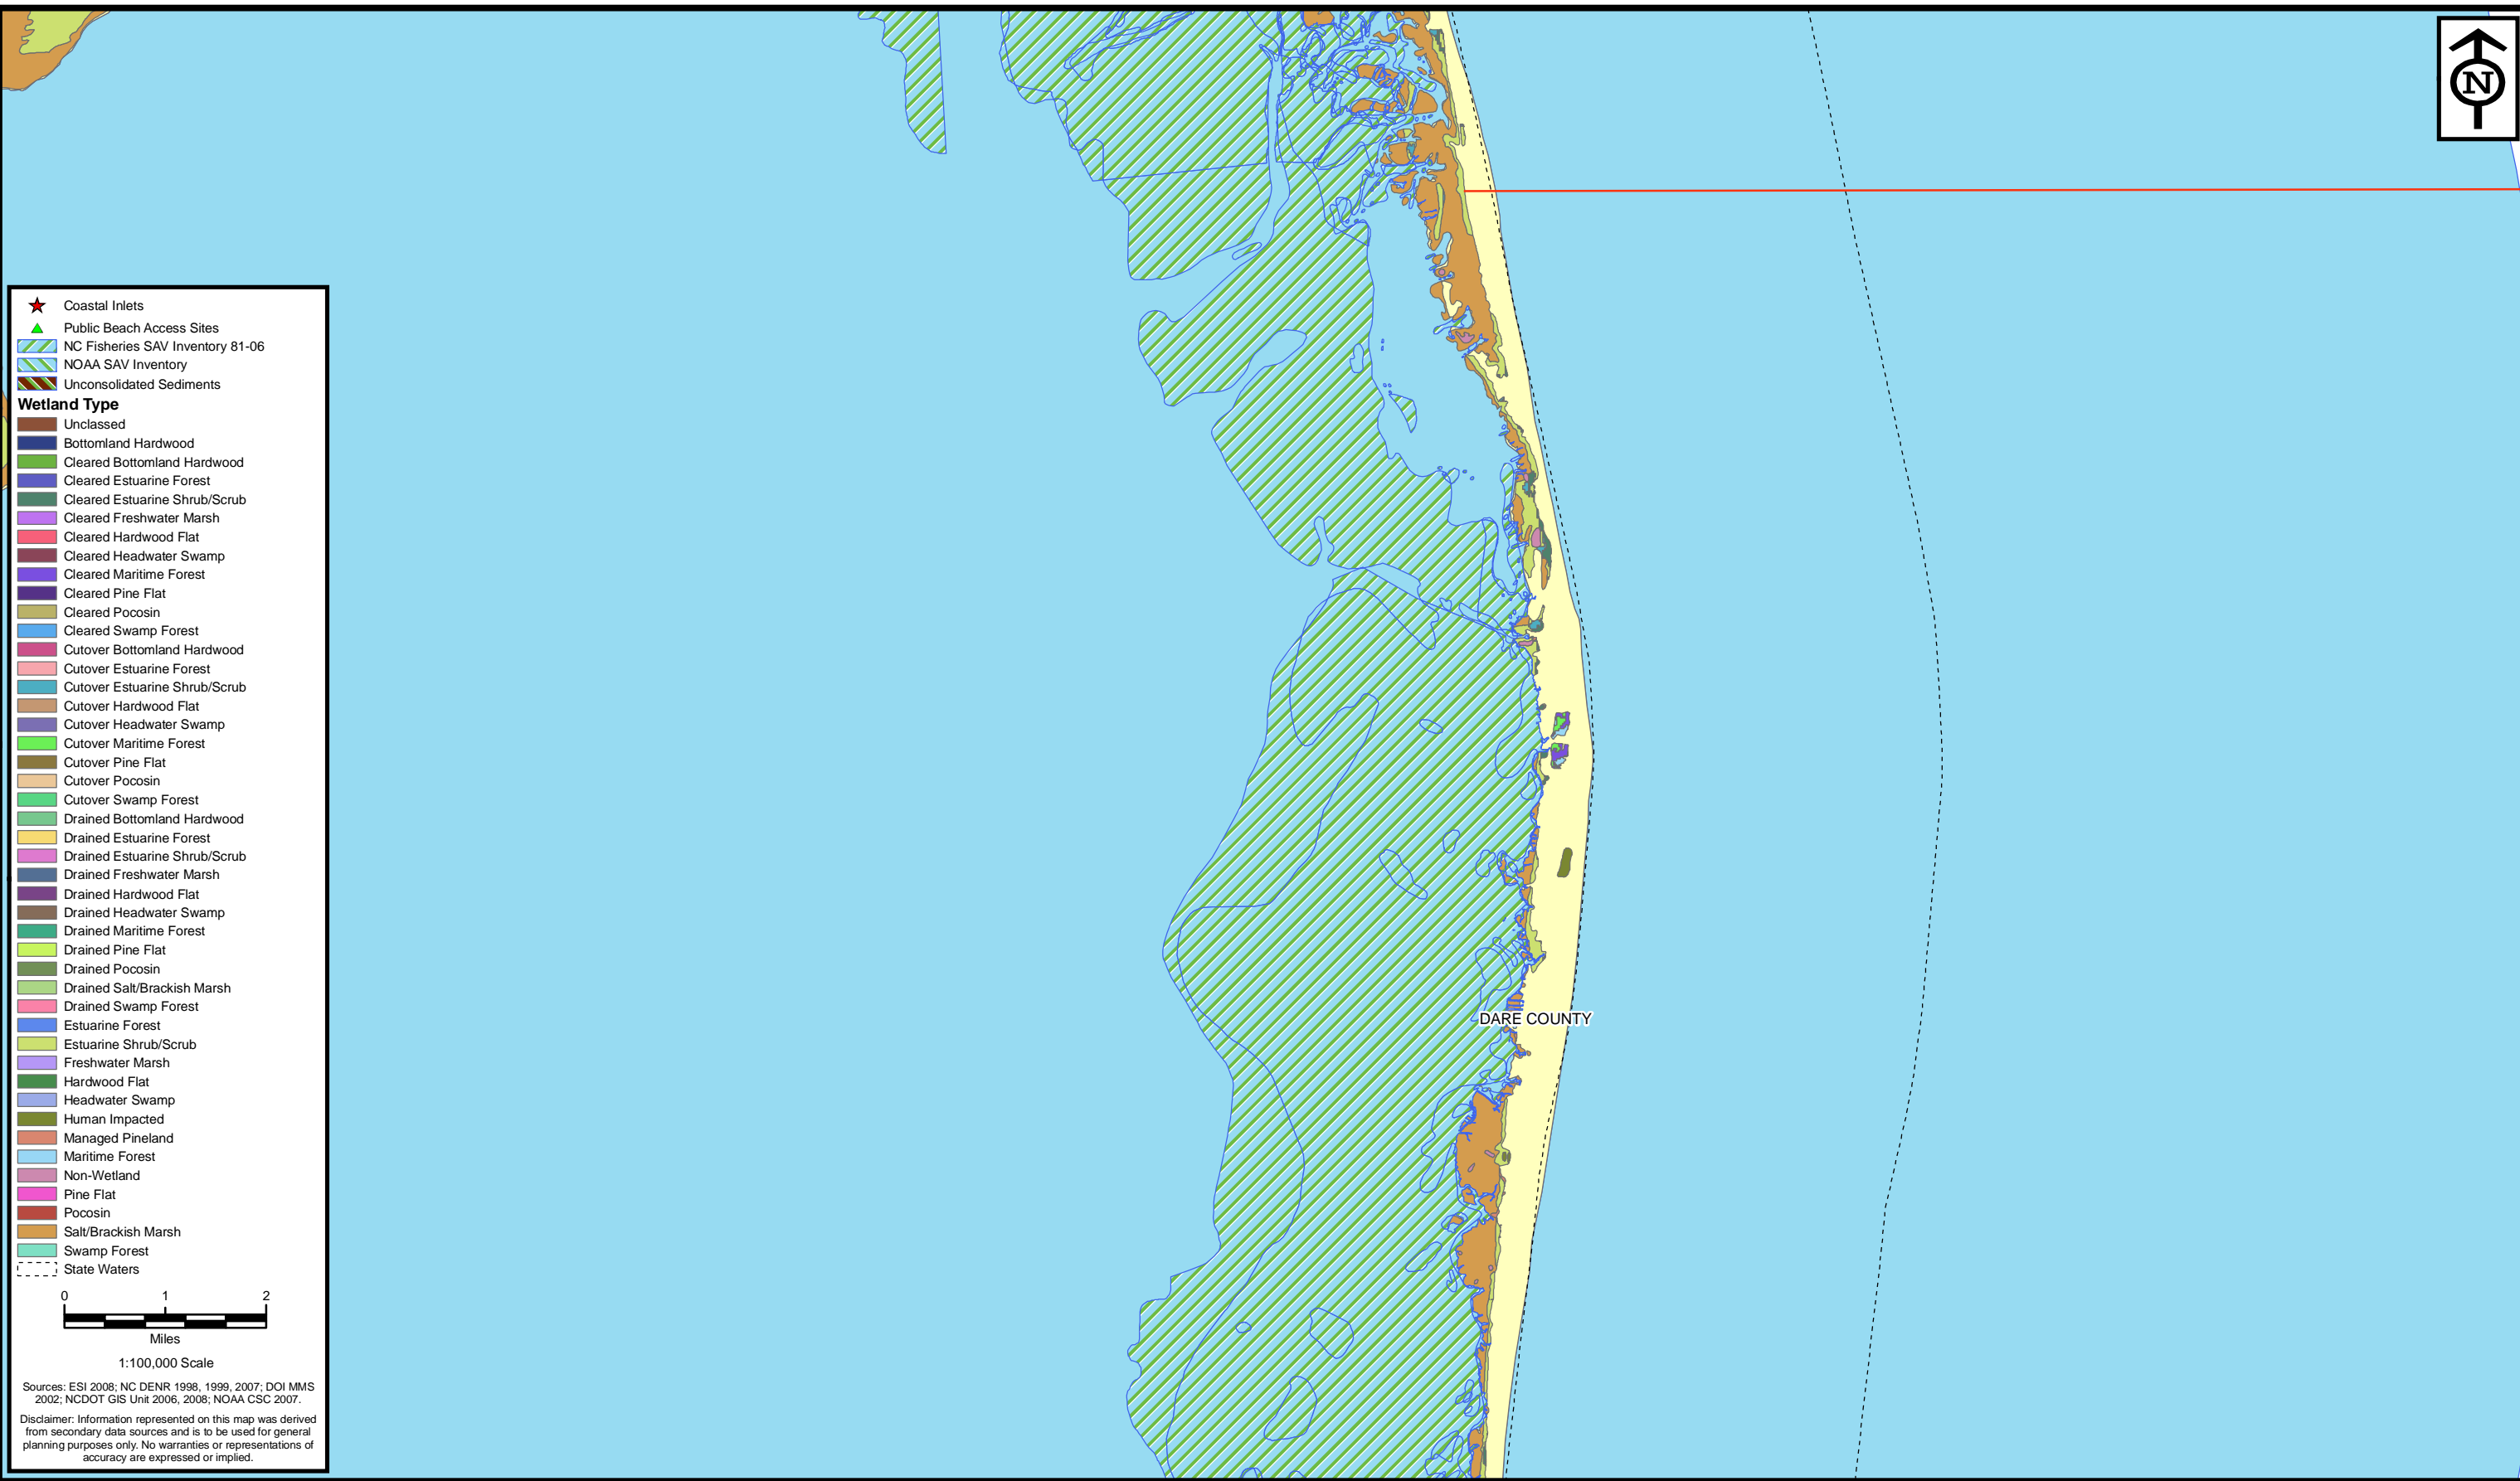 N
Coastal Inlets
Public Beach Access Sites
NC Fisheries SAV Inventory 81-06
NOAA SAV Inventory
Unconsolidated Sediments
Wetland Type
Unclassed
Bottomland Hardwood
Cleared Bottomland Hardwood
Cleared Estuarine Forest
Cleared Estuarine Shrub/Scrub
Cleared Freshwater Marsh
Cleared Hardwood Flat
Cleared Headwater Swamp
Cleared Maritime Forest
Cleared Pine Flat
Cleared Pocosin
Cleared Swamp Forest
Cutover Bottomland Hardwood
Cutover Estuarine Forest
Cutover Estuarine Shrub/Scrub
Cutover Hardwood Flat
Cutover Headwater Swamp
Cutover Maritime Forest
Cutover Pine Flat
Cutover Pocosin
Cutover Swamp Forest
Drained Bottomland Hardwood
Drained Estuarine Forest
Drained Estuarine Shrub/Scrub
Drained Freshwater Marsh
Drained Hardwood Flat
Drained Headwater Swamp
Drained Maritime Forest
Drained Pine Flat
Drained Pocosin
Drained Salt/Brackish Marsh
Drained Swamp Forest
Estuarine Forest
Estuarine Shrub/Scrub
Freshwater Marsh
Hardwood Flat
Headwater Swamp
Human Impacted
Managed Pineland
Maritime Forest
Non-Wetland
Pine Flat
Pocosin
Salt/Brackish Marsh
Swamp Forest
State Waters
0 1 2
Miles
1:100,000 Scale
Sources: ESI 2008; NC DENR 1998, 1999, 2007; DOI MMS
2002; NCDOT GIS Unit 2006, 2008; NOAA CSC 2007.
Disclaimer: Information represented on this map was derived
from secondary data sources and is to be used for general
planning purposes only. No warranties or representations of
accuracy are expressed or implied.
DARE COUNTY